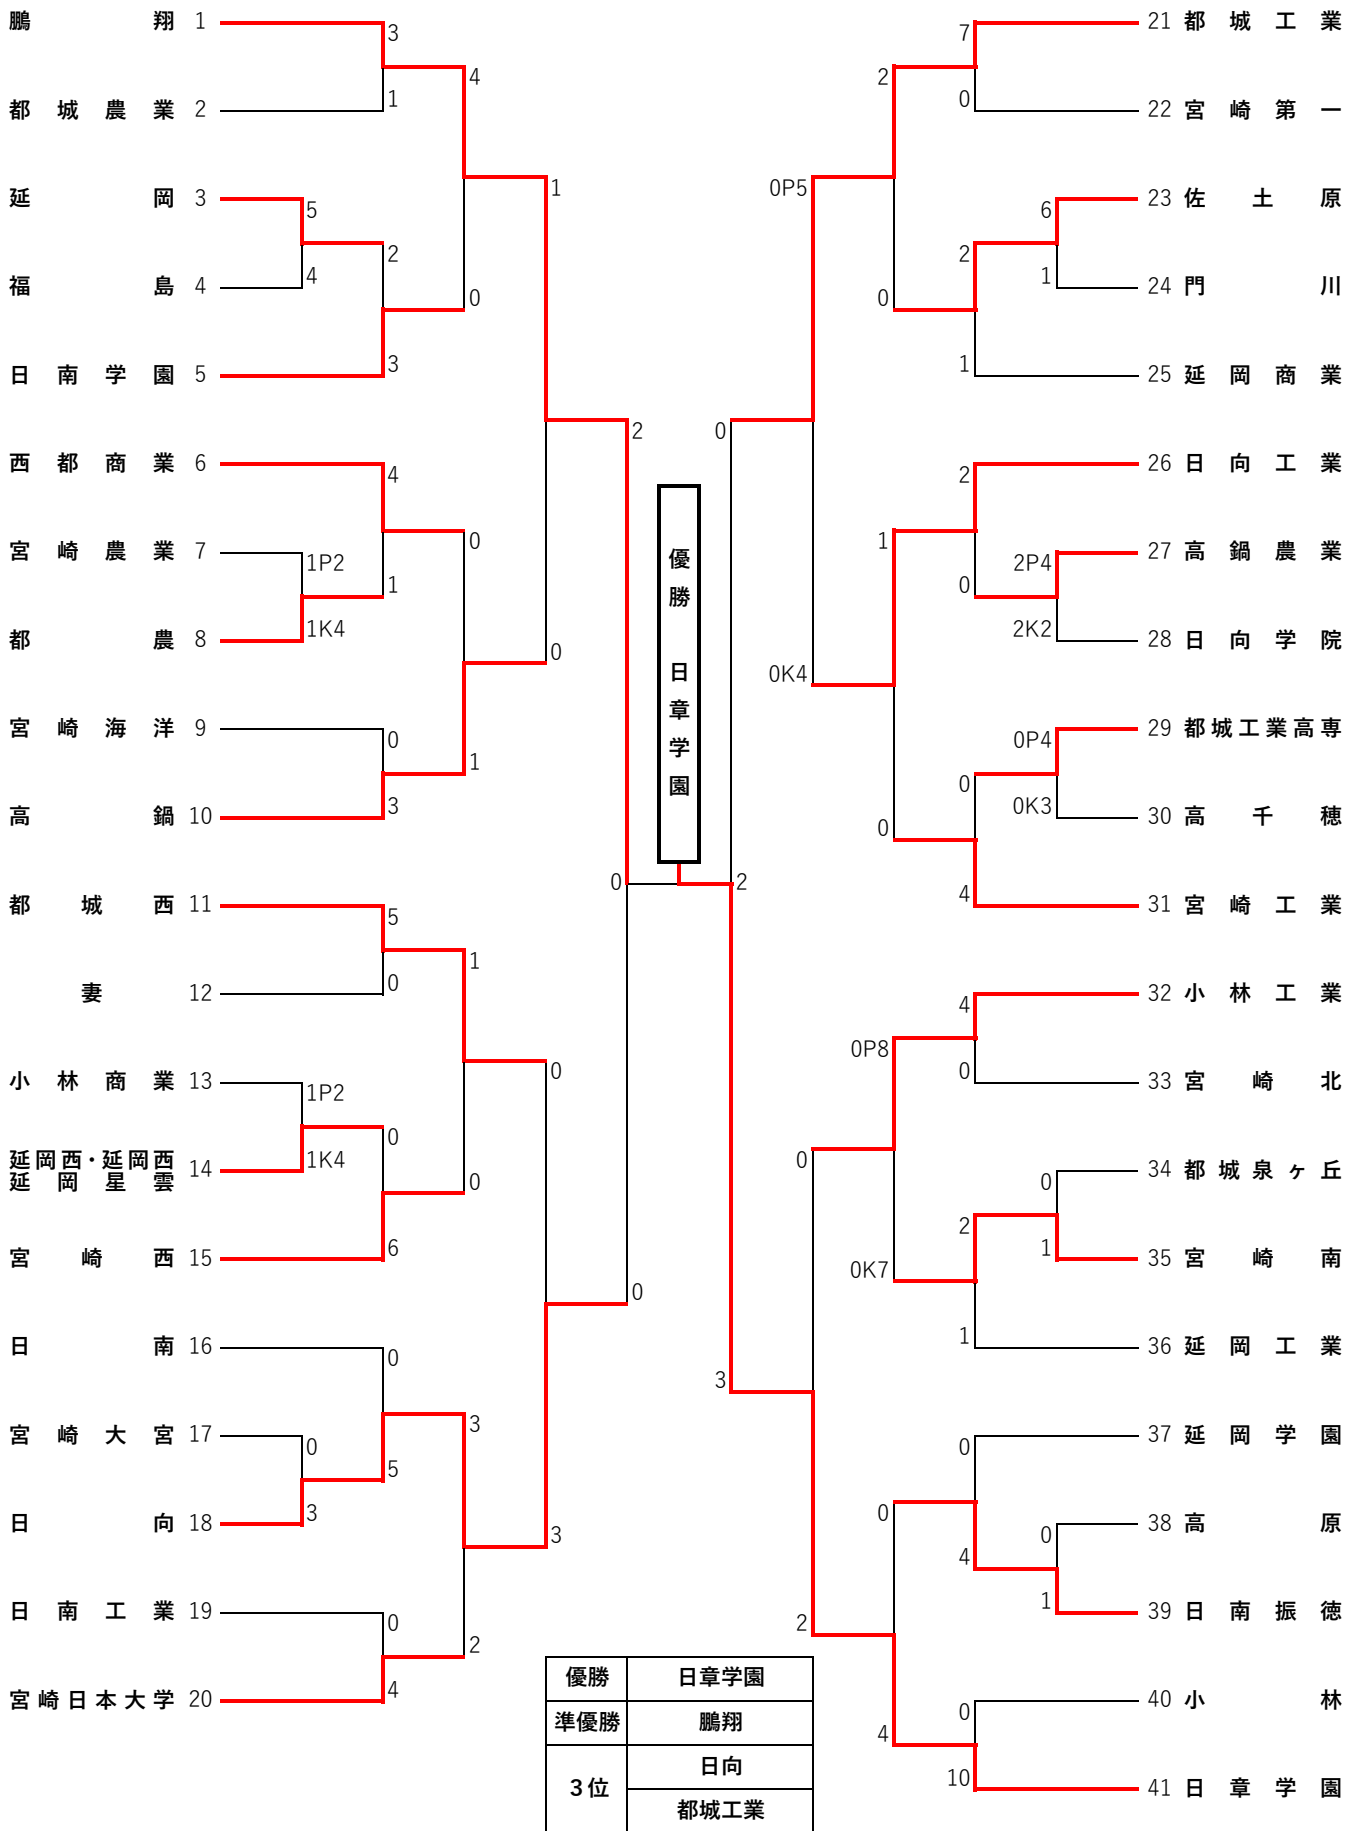 鵬翔 1
都城農業 2
延岡 3
福島 4
日南学園 5
西都商業 6
宮崎農業 7
都農 8
宮崎海洋 9
高鍋 10
都城西 11
妻 12
小林商業 13
延岡西・延岡西
延岡星雲 14
宮崎西 15
日南 16
宮崎大宮 17
日向 18
日南工業 19
宮崎日本大学 20
3
1
5
4
2
3
4
0
4
1P2
1K4
1
0
3
0
1
1
0
2
5
0
1P2
1K4
0
6
1
0
0
0
3
5
0
4
3
2
0
3
0
0
2
優勝 日章学園
7
0
6
1
2
1
2
0
2
2P4
2K2
0
0P4
0K3
0
4
1
0
0P5
0K4
0
4
0
0
1
2
1
0P8
0K7
0
0
1
4
0
10
0
4
0
2
3
21 都城工業
22 宮崎第一
23 佐土原
24 門川
25 延岡商業
26 日向工業
27 高鍋農業
28 日向学院
29 都城工業高専
30 高千穂
31 宮崎工業
32 小林工業
33 宮崎北
34 都城泉ヶ丘
35 宮崎南
36 延岡工業
37 延岡学園
38 高原
39 日南振徳
40 小林
41 日章学園
優勝 日章学園
準優勝 鵬翔
3位 日向
都城工業